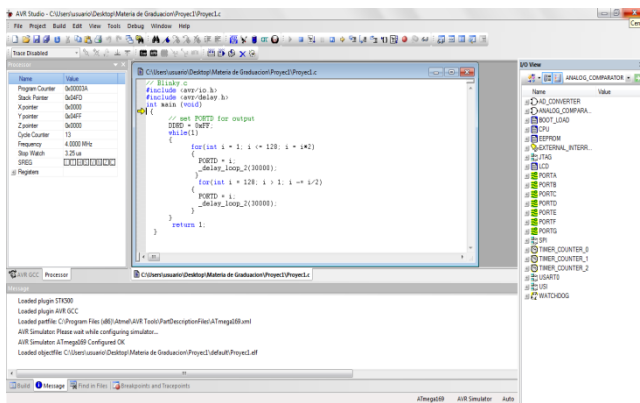 AVR Studio - C:\Users\usuario\Desktop\Materia de Graduacion\Proyec1\Proyec1.c
File Project Build Edit View Tools Debug Window Help
Trace Disabled
Processor
Name Value
Program Counter 0x00003A
Stack Pointer 0x04FD
X pointer 0x0000
Y pointer 0x04FF
Z pointer 0x0000
Cycle Counter 13
Frequency 4.0000 MHz
Stop Watch 3.25 us
SREG
Registers
AVR GCC Processor
C:\Users\usuario\Desktop\Materia de Graduacion\Proyec1\Proyec1.c
// Blinky.c
#include <avr/io.h>
#include <avr/delay.h>
int main (void)
{
// set PORTD for output
DDRD = 0xFF;
while(1)
{
for(int i = 1; i <= 128; i = i*2)
{
PORTD = i;
_delay_loop_2(30000);
}
for(int i = 128; i > 1; i -= i/2)
{
PORTD = i;
_delay_loop_2(30000);
}
}
return 1;
}
C:\Users\usuario\Desktop\Materia de Graduacion\Proyec1\Proyec1.c
I/O View
ANALOG_COMPARATOR
Name Value
AD_CONVERTER
ANALOG_COMPARA..
BOOT_LOAD
CPU
EEPROM
EXTERNAL_INTERR..
JTAG
LCD
PORTA
PORTB
PORTC
PORTD
PORTE
PORTF
PORTG
SPI
TIMER_COUNTER_0
TIMER_COUNTER_1
TIMER_COUNTER_2
USART0
USI
WATCHDOG
Message
Loaded plugin STK500
Loaded plugin AVR GCC
Loaded partfile: C:\Program Files (x86)\Atmel\AVR Tools\PartDescriptionFiles\ATmega169.xml
AVR Simulator: Please wait while configuring simulator...
AVR Simulator: ATmega169 Configured OK
Loaded objectfile: C:\Users\usuario\Desktop\Materia de Graduacion\Proyec1\default\Proyec1.elf
Build Message Find in Files Breakpoints and Tracepoints
ATmega169 AVR Simulator Auto